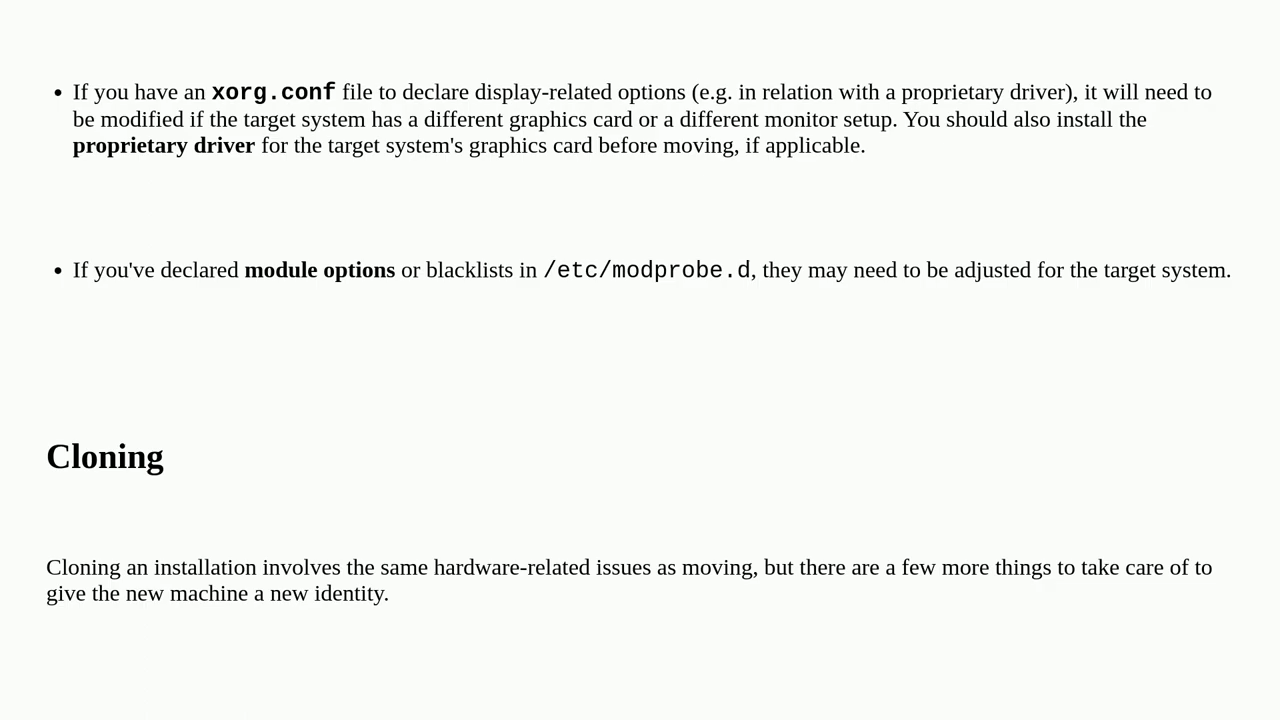 • If you have an xorg.conf file to declare display-related options (e.g. in relation with a proprietary driver), it will need to
be modified if the target system has a different graphics card or a different monitor setup. You should also install the
proprietary driver for the target system's graphics card before moving, if applicable.
• If you've declared module options or blacklists in /etc/modprobe.d, they may need to be adjusted for the target system.
Cloning
Cloning an installation involves the same hardware-related issues as moving, but there are a few more things to take care of to
give the new machine a new identity.